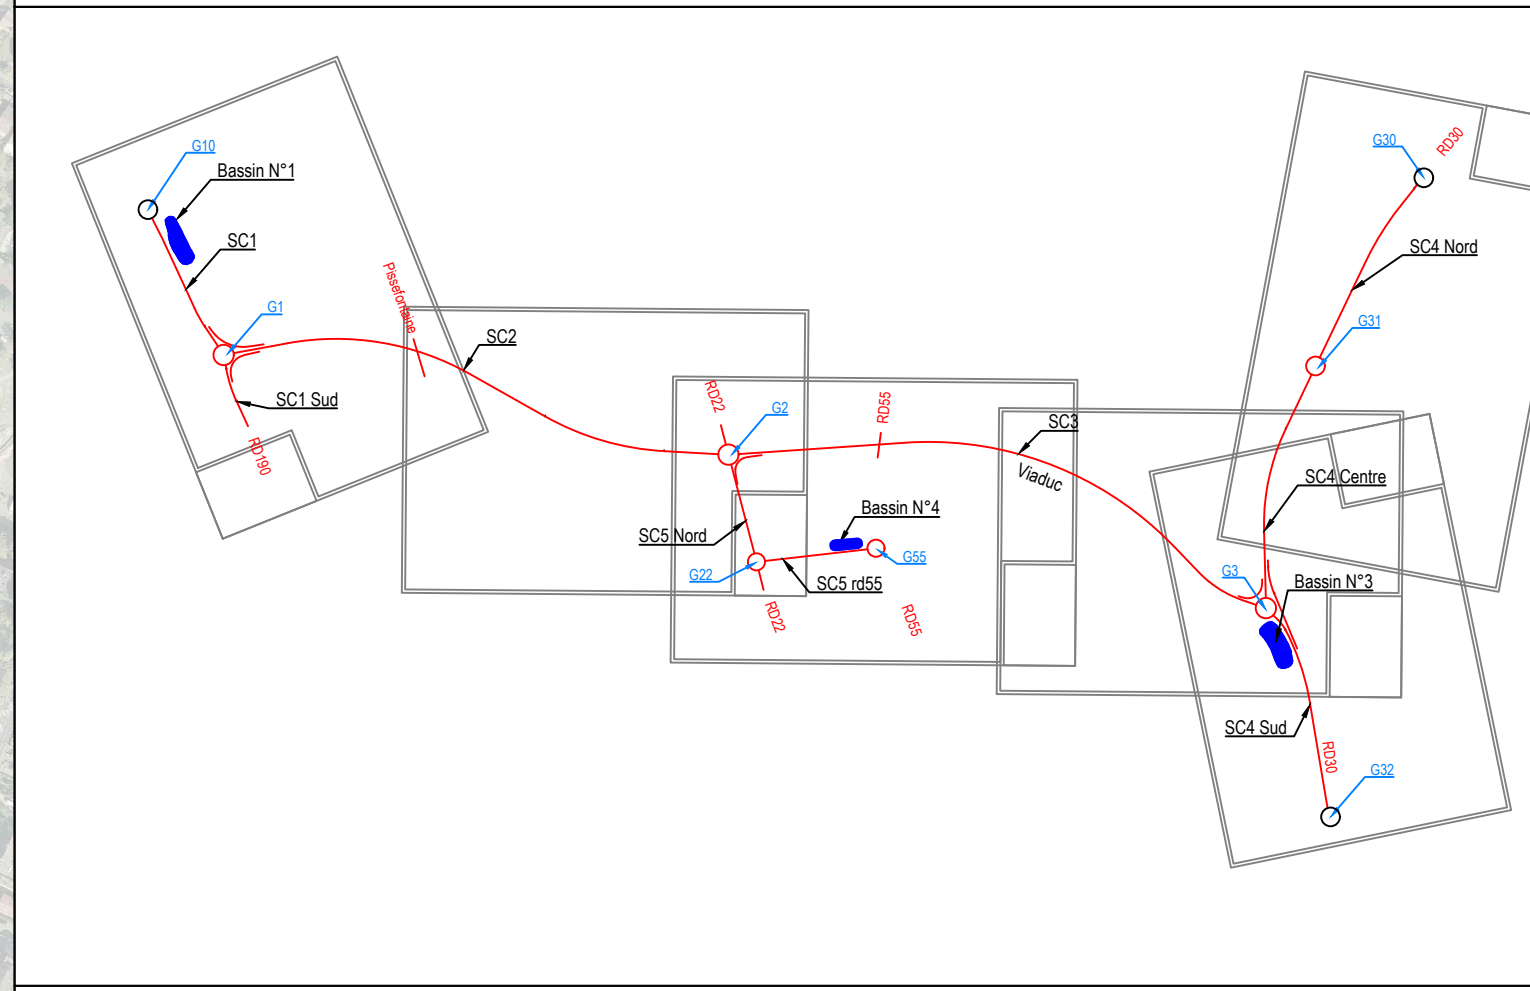 G10
Bassin N°1
SC1
G1
Pissefontaine
SC2
SC1 Sud
RD190
RD22
G2
RD55
SC3
Viaduc
Bassin N°4
SC5 Nord
G22
SC5 rd55
G55
RD22
RD55
G30
RD30
SC4 Nord
G31
SC4 Centre
G3
Bassin N°3
SC4 Sud
RD30
G32